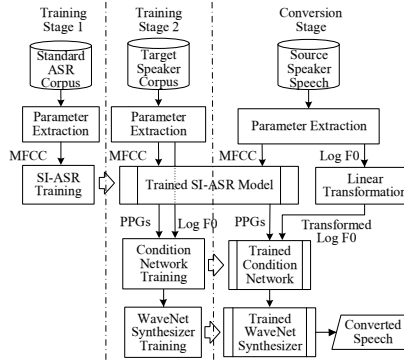 Training
Stage 1
Training
Stage 2
Conversion
Stage
Standard
ASR
Corpus
Target
Speaker
Corpus
Source
Speaker
Speech
Parameter
Extraction
Parameter
Extraction
Parameter Extraction
MFCC
MFCC
MFCC
Log F0
SI-ASR
Training
Trained SI-ASR Model
Linear
Transformation
PPGs
Log F0
PPGs
Transformed
Log F0
Condition
Network
Training
Trained
Condition
Network
WaveNet
Synthesizer
Training
Trained
WaveNet
Synthesizer
Converted
Speech